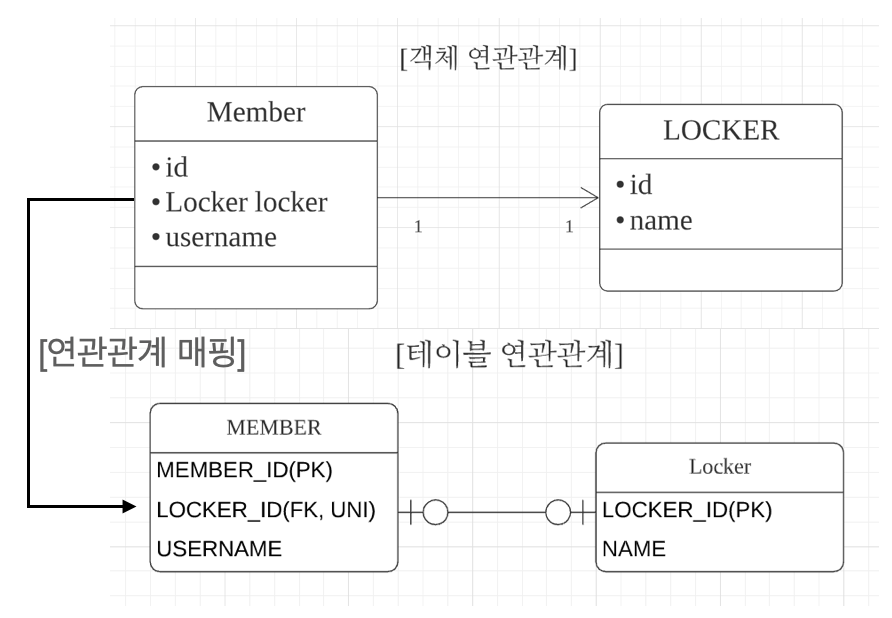 [객체 연관관계]
Member
• id
• Locker locker
• username
LOCKER
• id
• name
1
1
[연관관계 매핑]
[테이블 연관관계]
MEMBER
MEMBER_ID(PK)
LOCKER_ID(FK, UNI)
USERNAME
Locker
LOCKER_ID(PK)
NAME